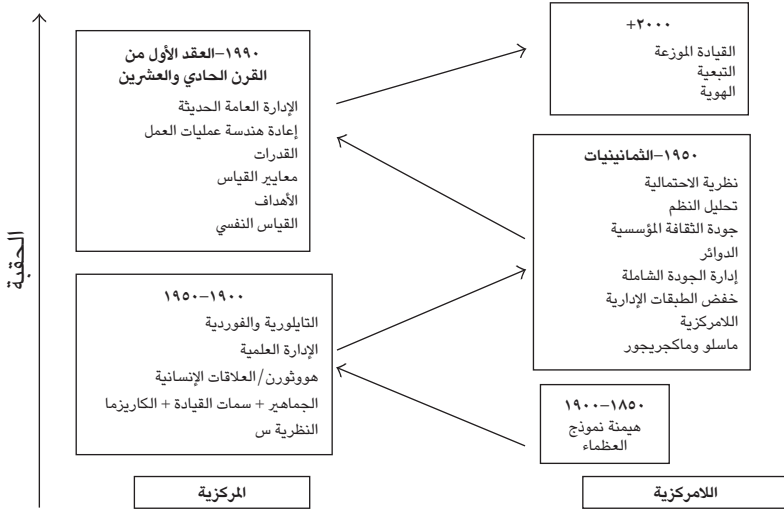 +٢٠٠٠
القيادة الموزعة
التبعية
الهوية
١٩٩٠–العقد الأول من
القرن الحادي والعشرين
الإدارة العامة الحديثة
إعادة هندسة عمليات العمل
القدرات
معايير القياس
الأهداف
القياس النفسي
١٩٥٠–الثمانينيات
نظرية الاحتمالية
تحليل النظم
جودة الثقافة المؤسسية
الدوائر
إدارة الجودة الشاملة
خفض الطبقات الإدارية
اللامركزية
ماسلو وماكجريجور
١٩٠٠–١٩٥٠
التايلورية والفوردية
الإدارة العلمية
هووثورن/العلاقات الإنسانية
الجماهير + سمات القيادة + الكاريزما
النظرية س
١٨٥٠–١٩٠٠
هيمنة نموذج
العظماء
اللامركزية
المركزية
الحقبة